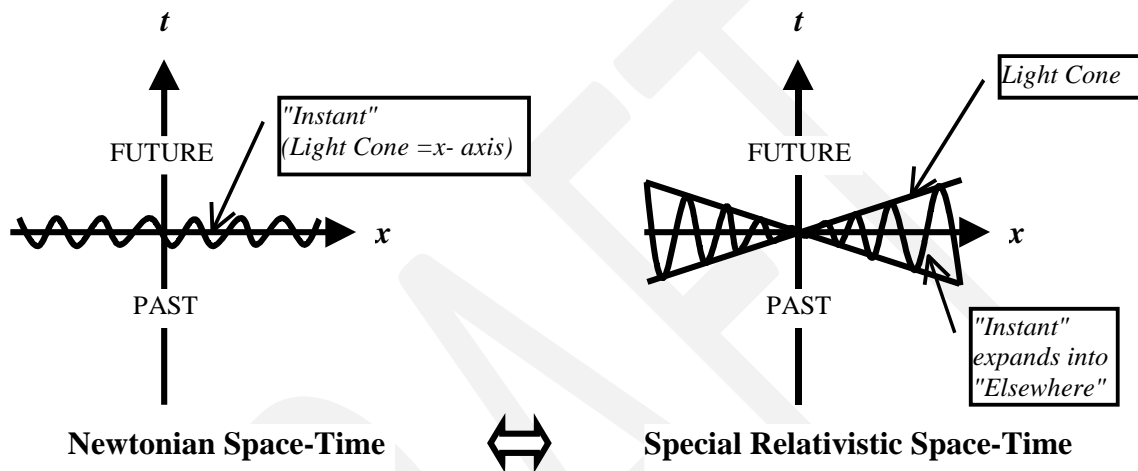 t
"Instant"
(Light Cone =x- axis)
FUTURE
x
PAST
Newtonian Space-Time
t
Light Cone
FUTURE
x
PAST
"Instant"
expands into
"Elsewhere"
Special Relativistic Space-Time